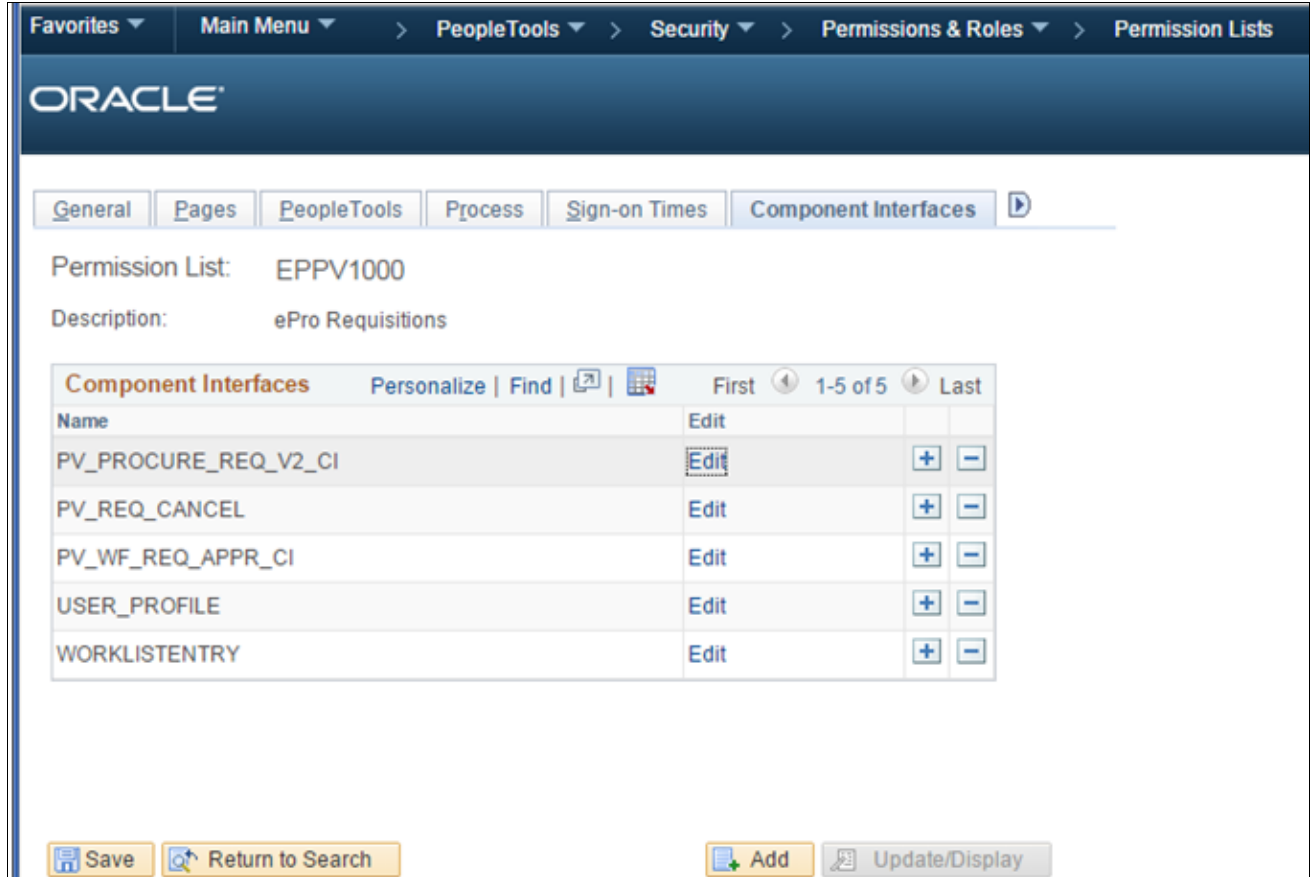 Favorites Main Menu > PeopleTools > Security > Permissions & Roles > Permission Lists
ORACLE
General Pages PeopleTools Process Sign-on Times Component Interfaces
Permission List: EPPV1000
Description: ePro Requisitions
Component Interfaces Personalize | Find | | First 1-5 of 5 Last
Name Edit
PV_PROCURE_REQ_V2_CI Edit
PV_REQ_CANCEL Edit
PV_WF_REQ_APPR_CI Edit
USER_PROFILE Edit
WORKLISTENTRY Edit
Save Return to Search Add Update/Display